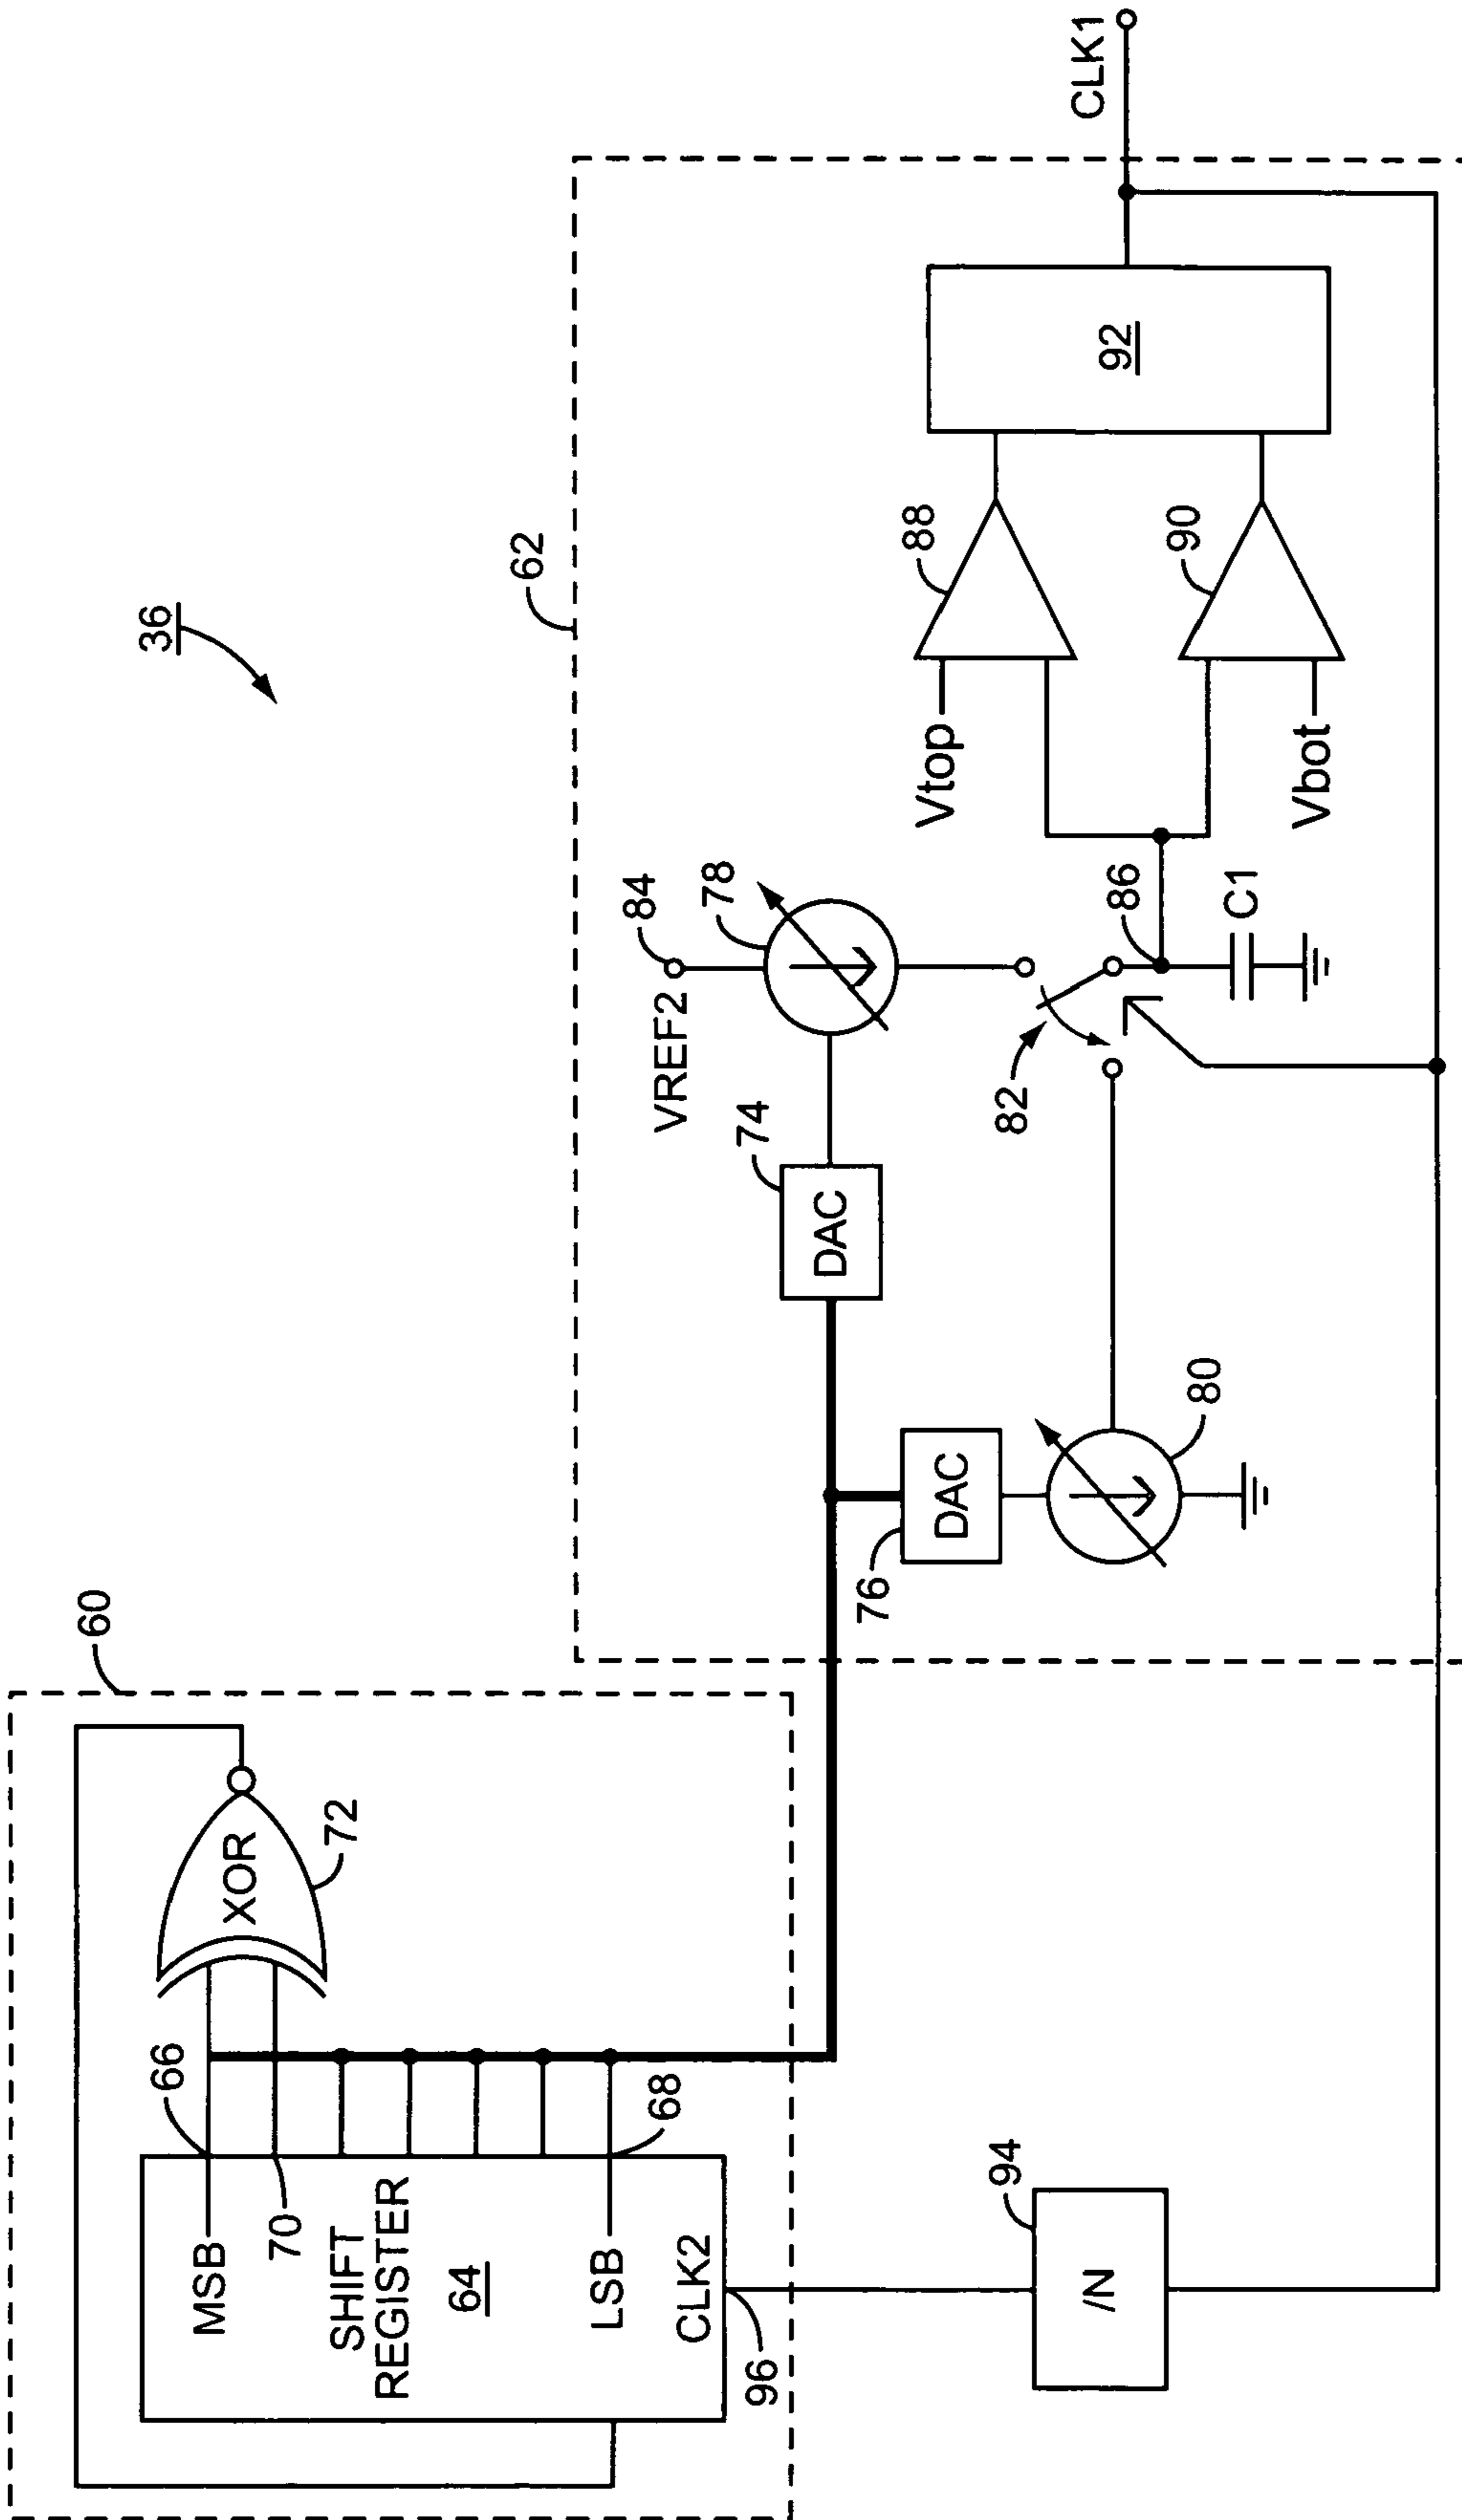 36
60
66
MSB
70
SHIFT
REGISTER
64
LSB
68
CLK2
96
XOR
72
94
/N
62
VREF2
84
78
74
DAC
76
DAC
80
82
86
C1
Vtop
88
Vbot
90
92
CLK1